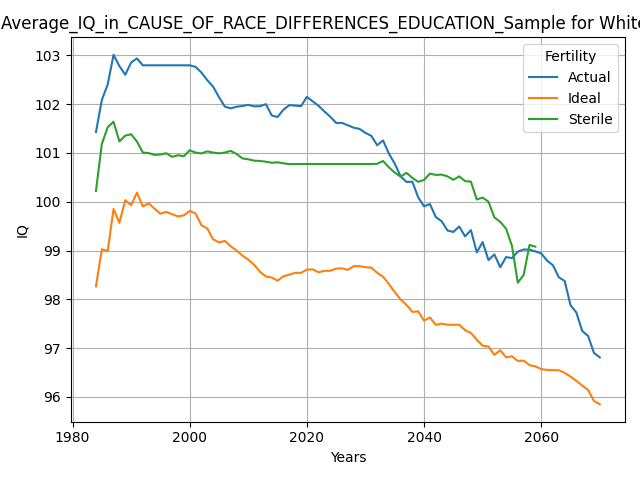 Average_IQ_in_CAUSE_OF_RACE_DIFFERENCES_EDUCATION_Sample for White
Fertility
Actual
Ideal
Sterile
103
102
101
100
99
98
97
96
IQ
1980
2000
2020
2040
2060
Years